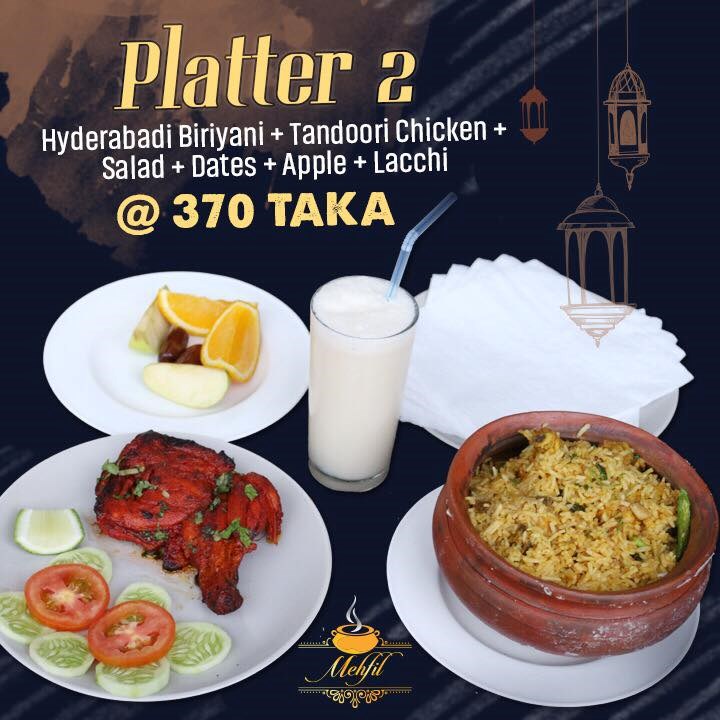 Platter 2
Hyderabadi Biriyani + Tandoori Chicken +
Salad + Dates + Apple + Lacchi
@ 370 TAKA
Mehfil